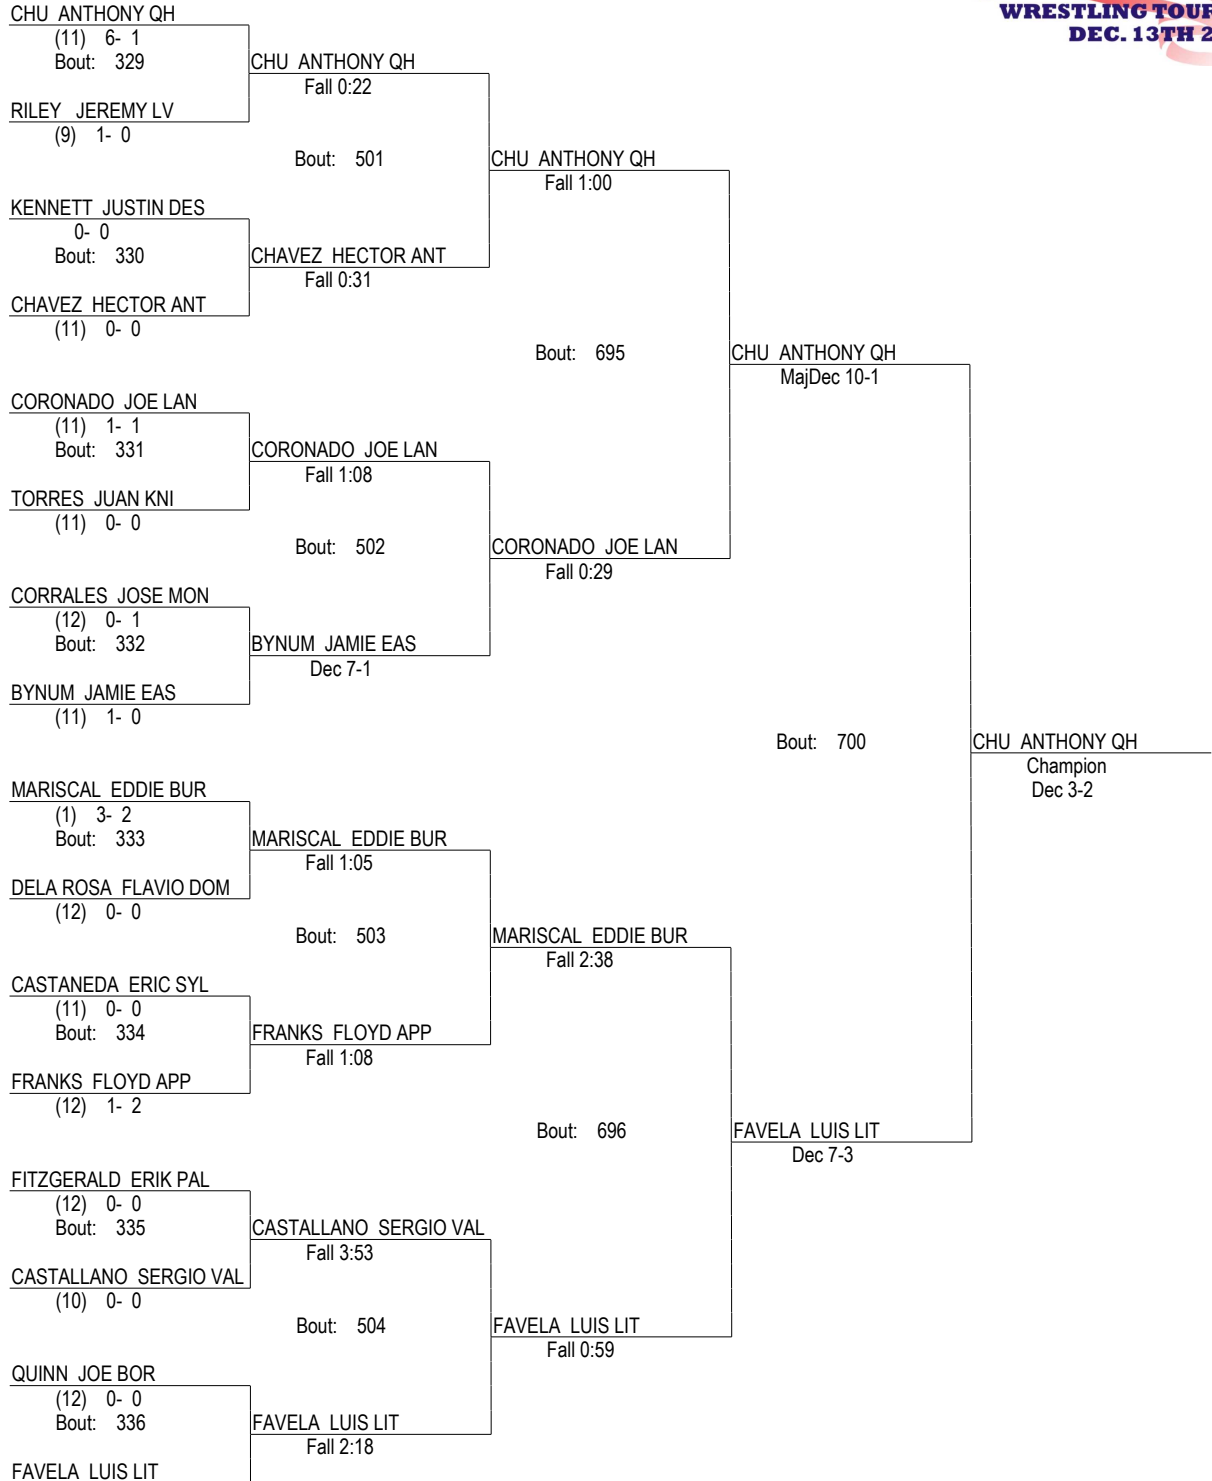 CHU ANTHONY QH
WRESTLING TOUR
(11) 6- 1
DEC. 13TH 2
Bout: 329
CHU ANTHONY QH
Fall 0:22
RILEY JEREMY LV
(9) 1- 0
Bout: 501
CHU ANTHONY QH
Fall 1:00
KENNETT JUSTIN DES
0- 0
Bout: 330
CHAVEZ HECTOR ANT
Fall 0:31
CHAVEZ HECTOR ANT
(11) 0- 0
Bout: 695
CHU ANTHONY QH
MajDec 10-1
CORONADO JOE LAN
(11) 1- 1
Bout: 331
CORONADO JOE LAN
Fall 1:08
TORRES JUAN KNI
(11) 0- 0
Bout: 502
CORONADO JOE LAN
Fall 0:29
CORRALES JOSE MON
(12) 0- 1
Bout: 332
BYNUM JAMIE EAS
Dec 7-1
BYNUM JAMIE EAS
(11) 1- 0
Bout: 700
CHU ANTHONY QH
Champion
Dec 3-2
MARISCAL EDDIE BUR
(1) 3- 2
Bout: 333
MARISCAL EDDIE BUR
Fall 1:05
DELA ROSA FLAVIO DOM
(12) 0- 0
Bout: 503
MARISCAL EDDIE BUR
Fall 2:38
CASTANEDA ERIC SYL
(11) 0- 0
Bout: 334
FRANKS FLOYD APP
Fall 1:08
FRANKS FLOYD APP
(12) 1- 2
Bout: 696
FAVELA LUIS LIT
Dec 7-3
FITZGERALD ERIK PAL
(12) 0- 0
Bout: 335
CASTALLANO SERGIO VAL
Fall 3:53
CASTALLANO SERGIO VAL
(10) 0- 0
Bout: 504
FAVELA LUIS LIT
Fall 0:59
QUINN JOE BOR
(12) 0- 0
Bout: 336
FAVELA LUIS LIT
Fall 2:18
FAVELA LUIS LIT